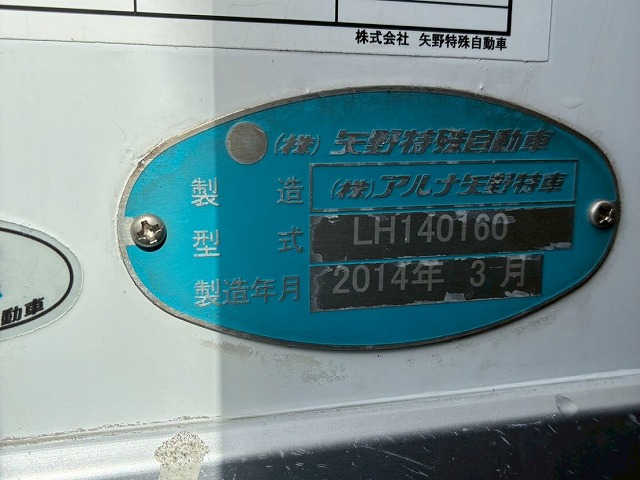 株式会社 矢野特殊自動車
(株) 矢野特殊自動車
製造 (株)アルナ矢野特車
型式 LH140160
製造年月 2014年 3月
動車